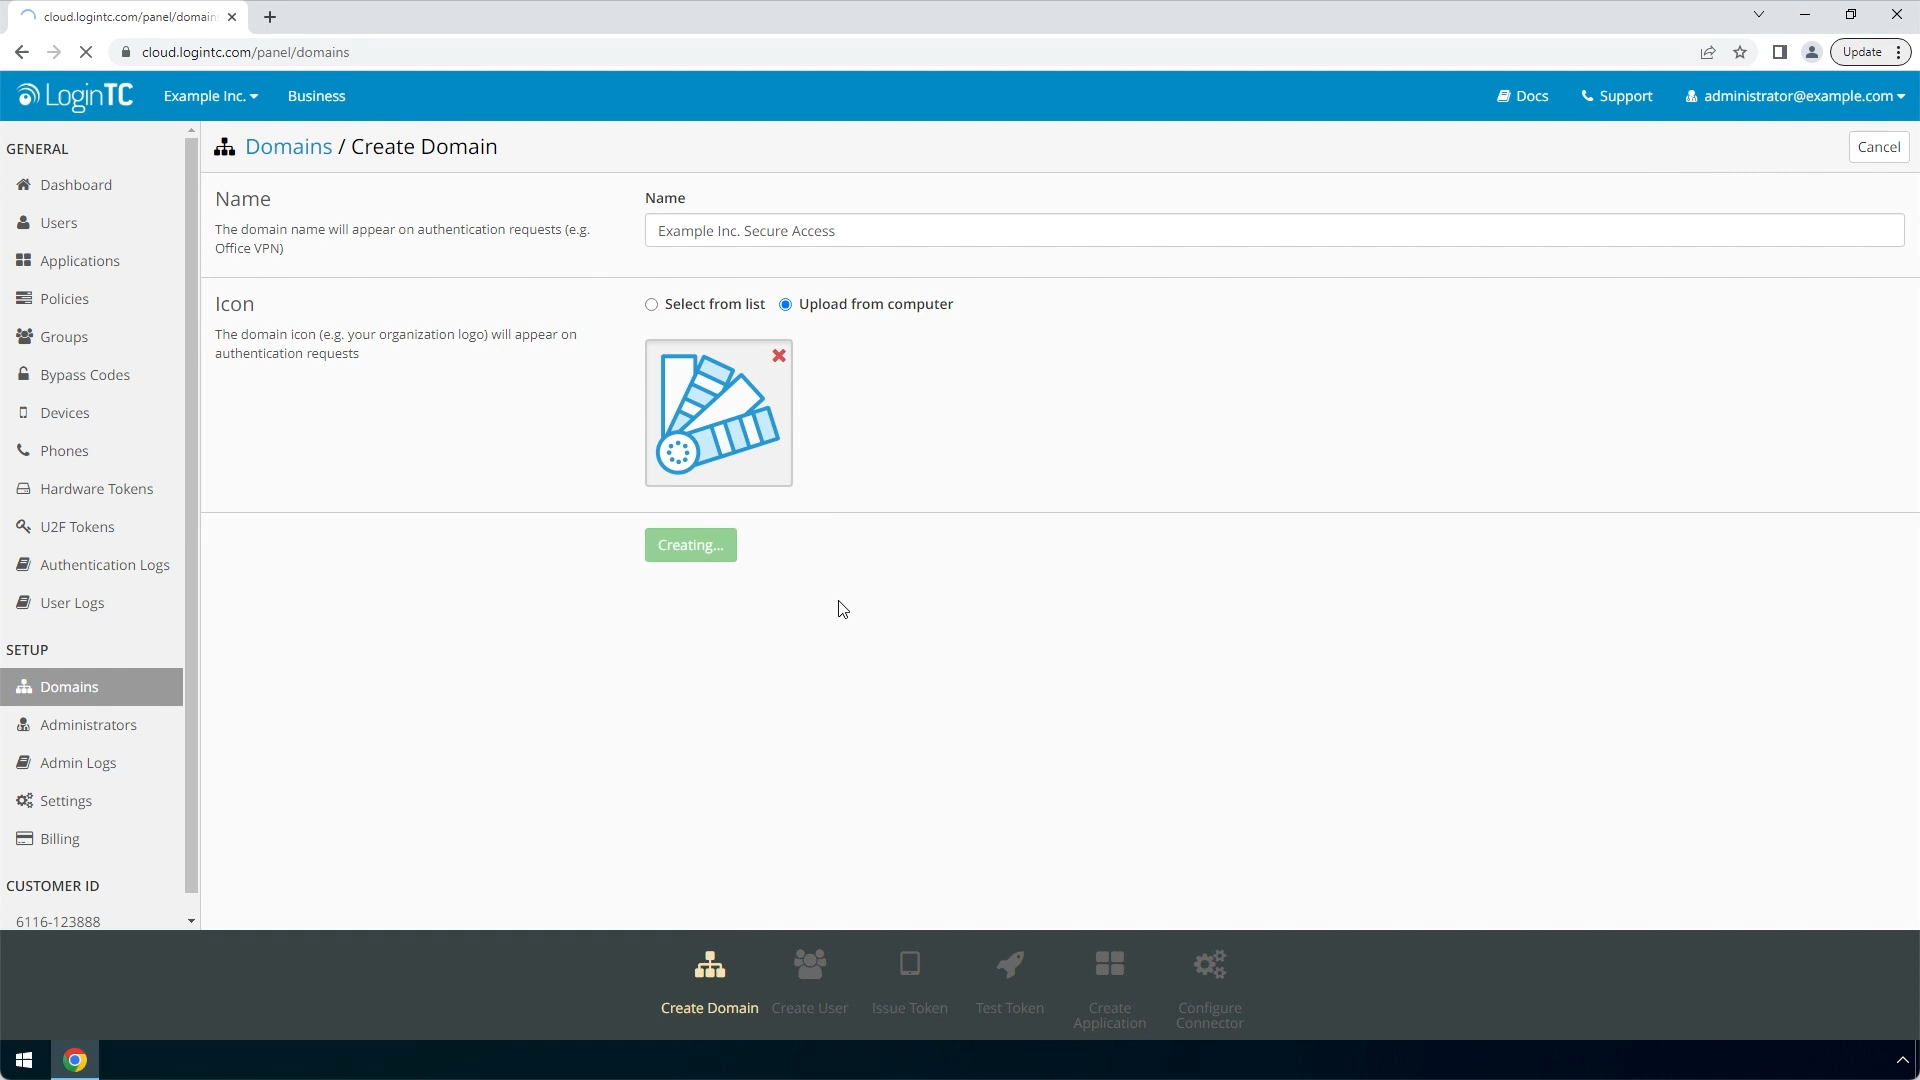 cloud.logintc.com/panel/domain
cloud.logintc.com/panel/domains
Update
LoginTC
Example Inc.
Business
Docs
Support
administrator@example.com
GENERAL
Dashboard
Users
Applications
Policies
Groups
Bypass Codes
Devices
Phones
Hardware Tokens
U2F Tokens
Authentication Logs
User Logs
SETUP
Domains
Administrators
Admin Logs
Settings
Billing
CUSTOMER ID
6116-123888
Domains / Create Domain
Cancel
Name
The domain name will appear on authentication requests (e.g.
Office VPN)
Name
Example Inc. Secure Access
Icon
The domain icon (e.g. your organization logo) will appear on
authentication requests
Select from list
Upload from computer
Creating...
Create Domain
Create User
Issue Token
Test Token
Create
Application
Configure
Connector